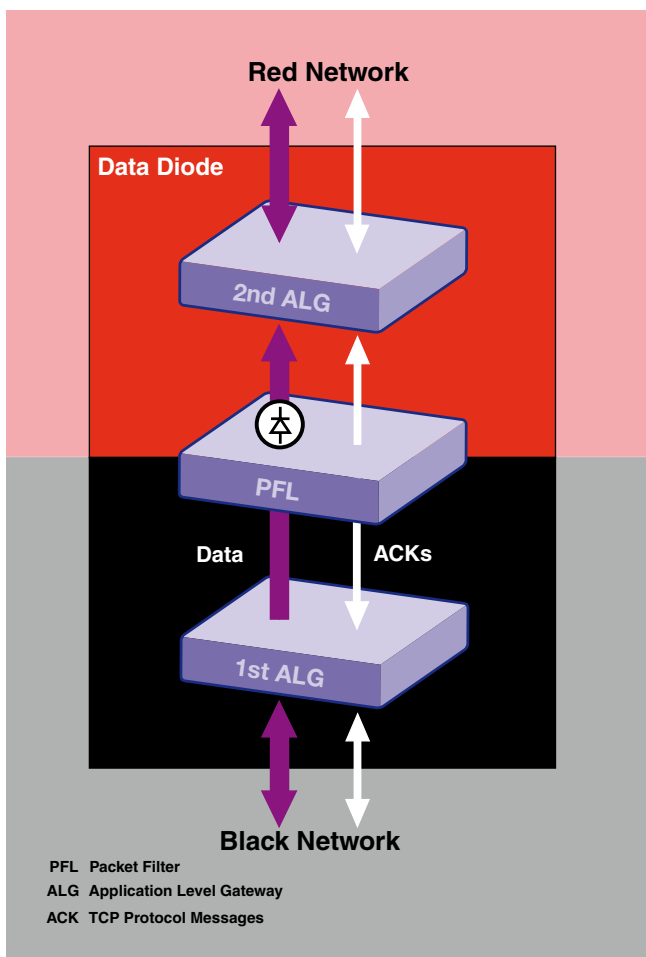 Red Network
Data Diode
2nd ALG
PFL
Data
ACKs
1st ALG
Black Network
PFL Packet Filter
ALG Application Level Gateway
ACK TCP Protocol Messages